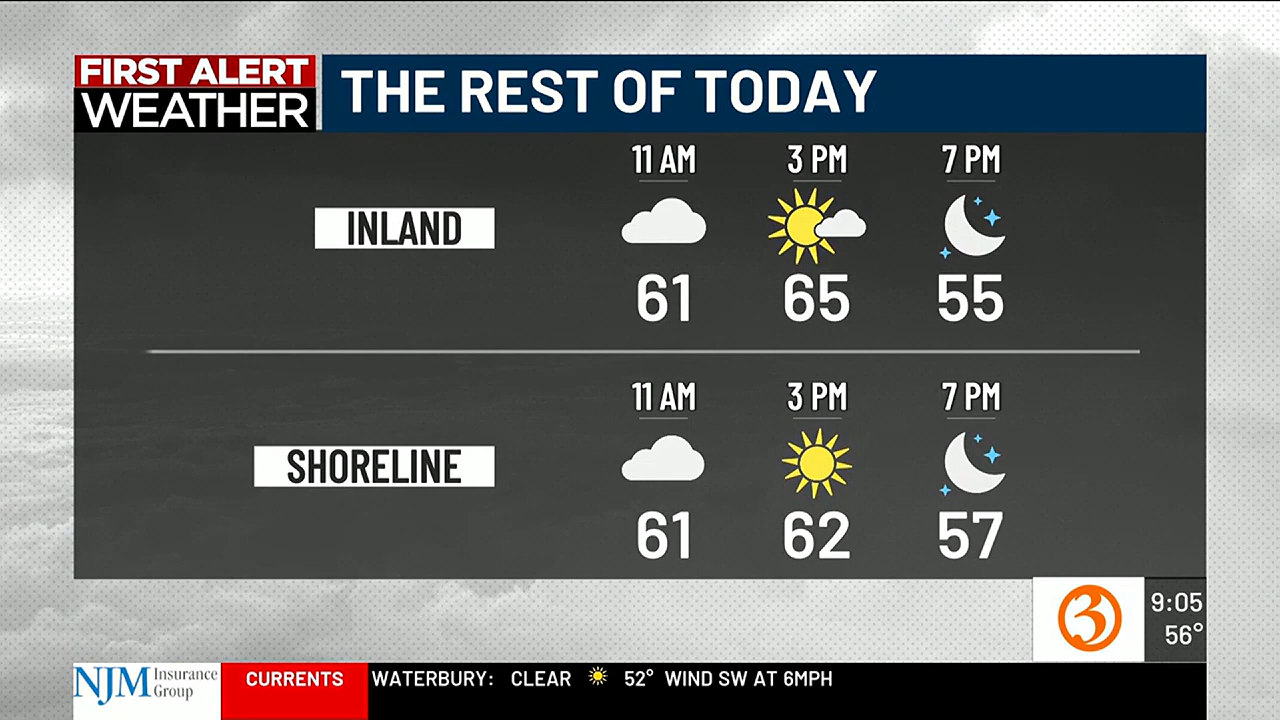 FIRST ALERT
WEATHER
THE REST OF TODAY
11 AM 3 PM 7 PM
INLAND
61 65 55
11 AM 3 PM 7 PM
SHORELINE
61 62 57
3
9:05
56°
NJM Insurance Group
CURRENTS
WATERBURY: CLEAR 52° WIND SW AT 6MPH